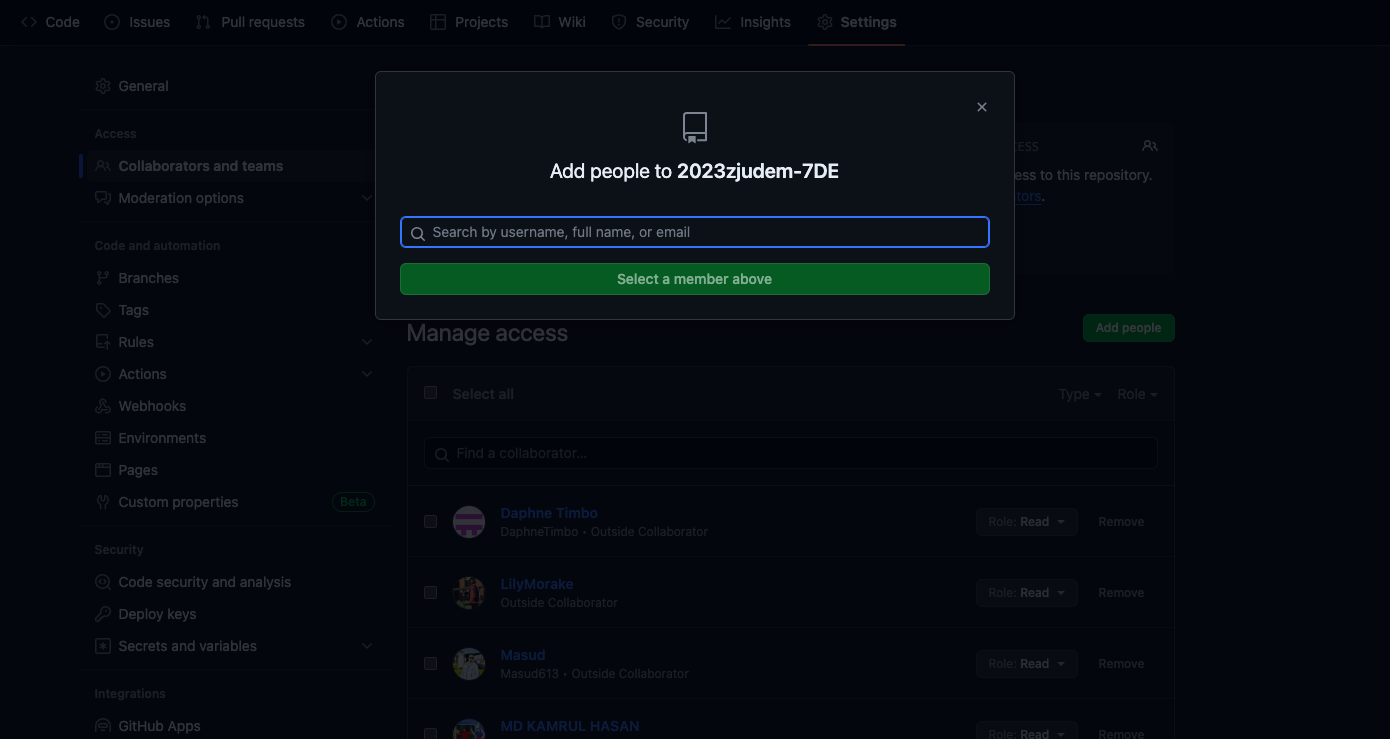 Code Issues Pull requests Actions Projects Wiki Security Insights Settings
General
Access
Collaborators and teams
Moderation options
Code and automation
Branches
Tags
Rules
Actions
Webhooks
Environments
Pages
Custom properties Beta
Security
Code security and analysis
Deploy keys
Secrets and variables
Integrations
GitHub Apps
Add people to 2023zjudem-7DE
Search by username, full name, or email
Select a member above
ess to this repository.
tors.
Manage access
Add people
Select all Type Role
Find a collaborator...
Daphne Timbo
DaphneTimbo • Outside Collaborator
Role: Read Remove
LilyMorake
Outside Collaborator
Role: Read Remove
Masud
Masud613 • Outside Collaborator
Role: Read Remove
MD KAMRUL HASAN
Role: Read Remove